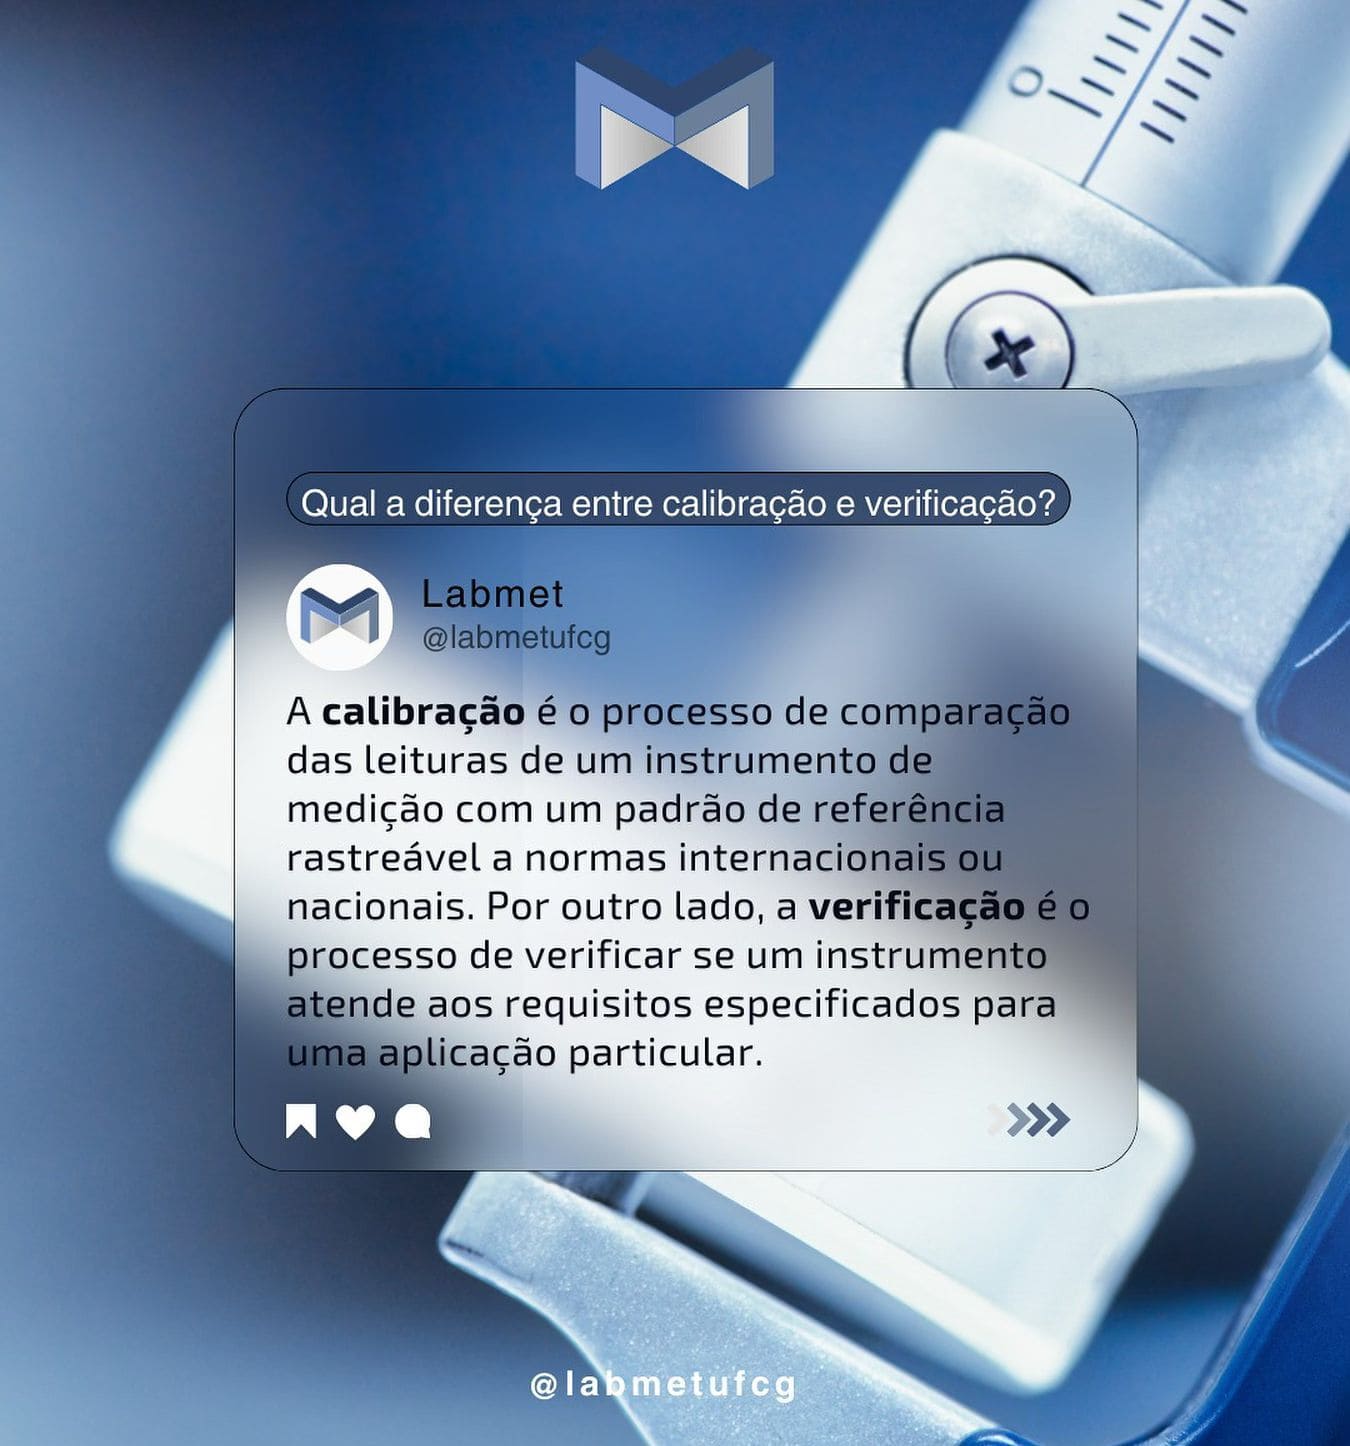 0
Qual a diferença entre calibração e verificação?
Labmet
@labmetufcg
A calibração é o processo de comparação
das leituras de um instrumento de
medição com um padrão de referência
rastreável a normas internacionais ou
nacionais. Por outro lado, a verificação é o
processo de verificar se um instrumento
atende aos requisitos especificados para
uma aplicação particular.
@labmetufcg